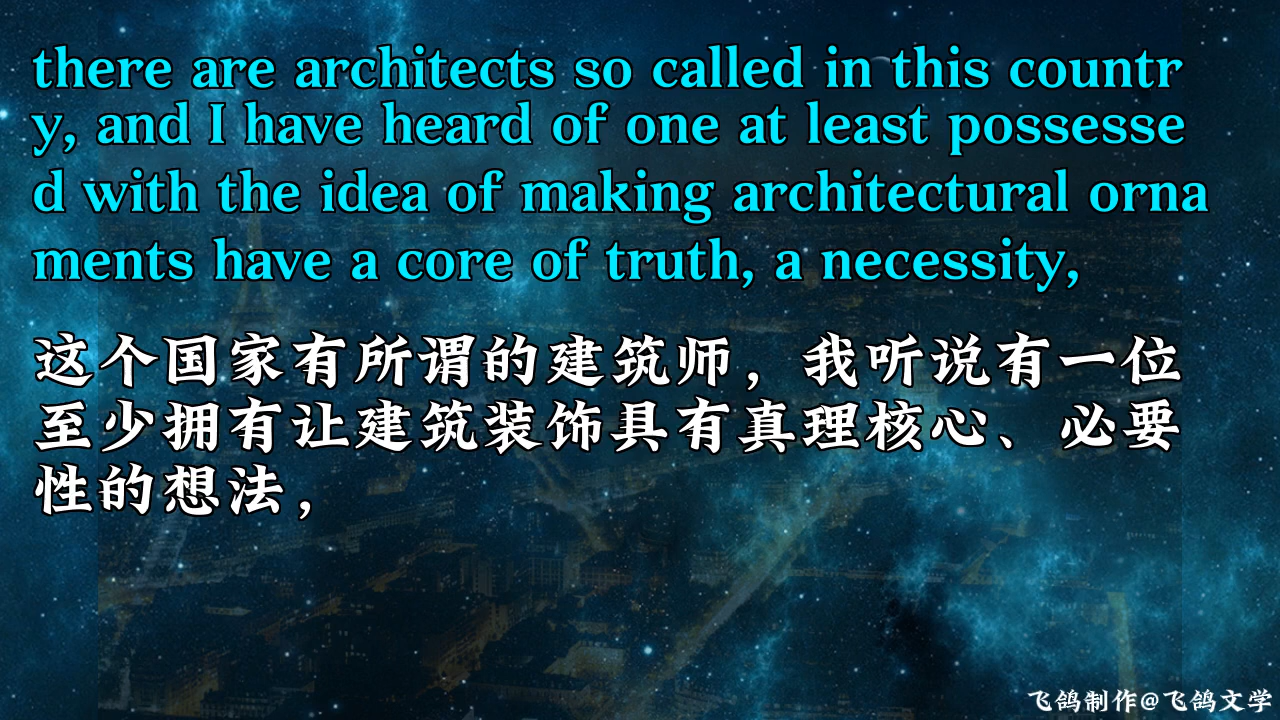 there are architects so called in this countr
y, and I have heard of one at least possesse
d with the idea of making architectural orna
ments have a core of truth, a necessity,
这个国家有所谓的建筑师，我听说有一位
至少拥有让建筑装饰具有真理核心、必要
性的想法，
飞鸽制作@飞鸽文学